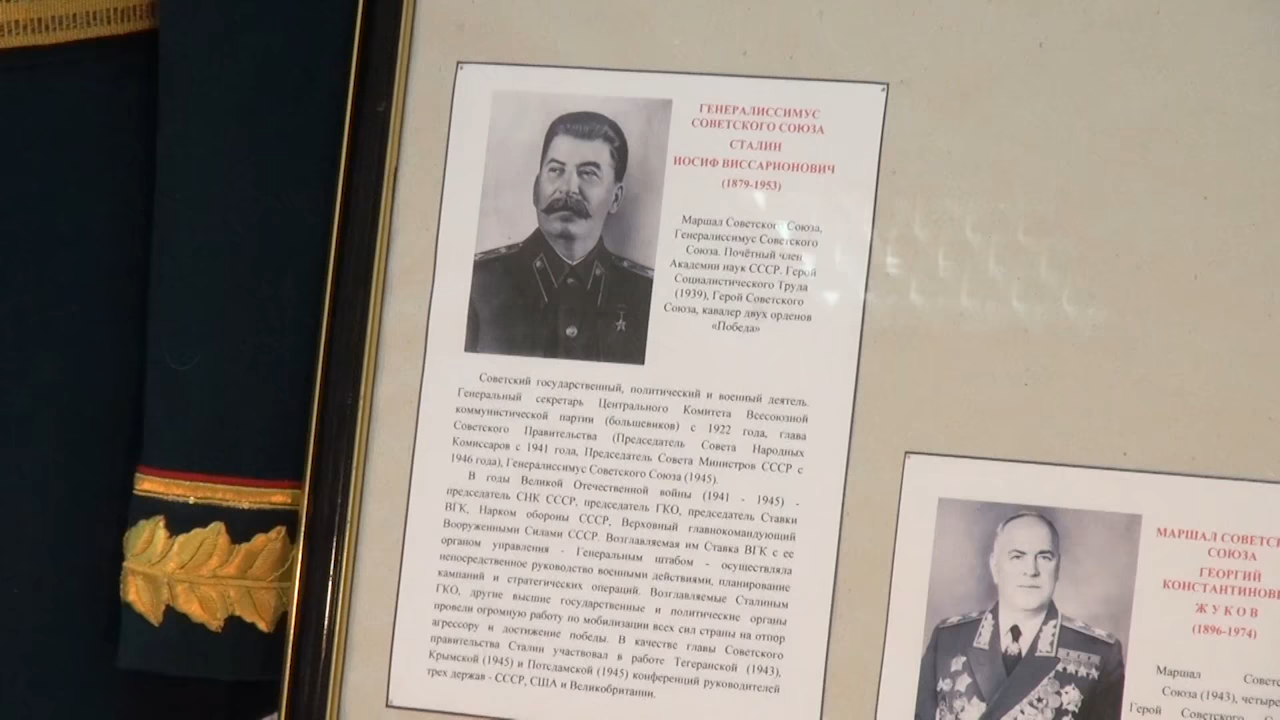 ГЕНЕРАЛИССИМУС
СОВЕТСКОГО СОЮЗА
СТАЛИН
ИОСИФ ВИССАРИОНОВИЧ
(1879-1953)
Маршал Советского Союза,
Генералиссимус Советского
Союза. Почётный член
Академии наук СССР. Герой
Социалистического Труда
(1939), Герой Советского
Союза, кавалер двух орденов
«Победа»
Советский государственный, политический и военный деятель.
Генеральный секретарь Центрального Комитета Всесоюзной
коммунистической партии (большевиков) с 1922 года, глава
Советского Правительства (Председатель Совета Народных
Комиссаров с 1941 года, Председатель Совета Министров СССР с
1946 года), Генералиссимус Советского Союза (1945).
В годы Великой Отечественной войны (1941 - 1945) -
председатель СНК СССР, председатель ГКО, председатель Ставки
ВГК, Нарком обороны СССР, Верховный главнокомандующий
Вооруженными Силами СССР. Возглавляемая им Ставка ВГК с ее
органом управления - Генеральным штабом - осуществляла
непосредственное руководство военными действиями, планирование
кампаний и стратегических операций. Возглавляемые Сталиным
ГКО, другие высшие государственные и политические органы
провели огромную работу по мобилизации всех сил страны на отпор
агрессору и достижение победы. В качестве главы Советского
правительства Сталин участвовал в работе Тегеранской (1943),
Крымской (1945) и Потсдамской (1945) конференций руководителей
трех держав - СССР, США и Великобритании.
МАРШАЛ СОВЕТСК
СОЮЗА
ГЕОРГИЙ
КОНСТАНТИНОВИ
ЖУКОВ
(1896-1974)
Маршал Советс
Союза (1943), четыре
Герой Советского